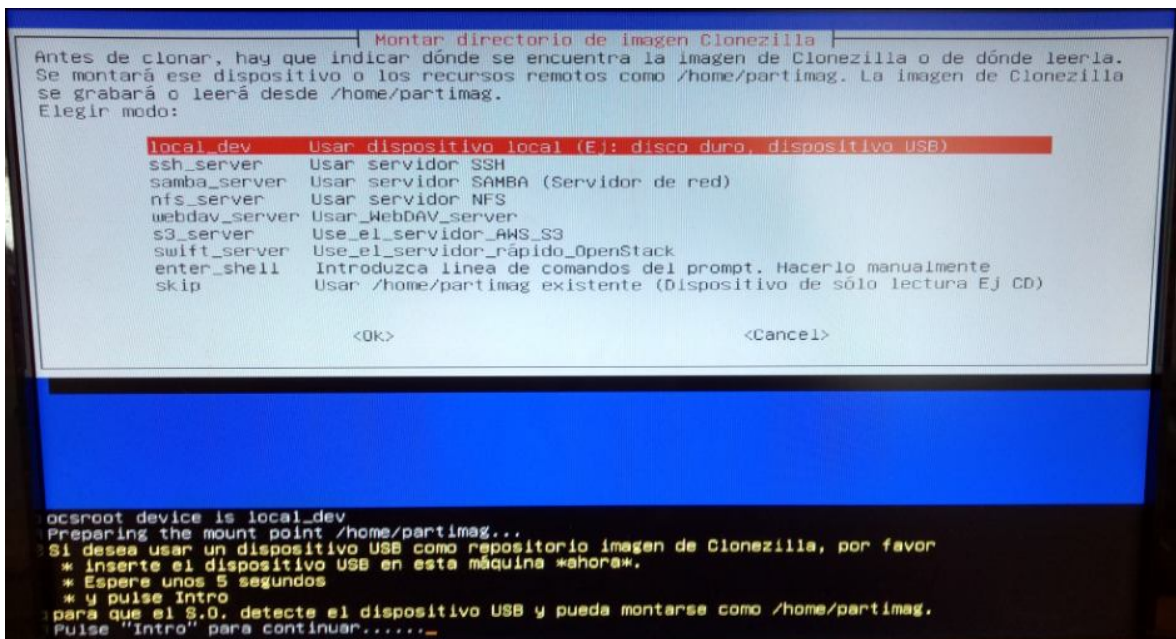 Montar directorio de imagen Clonezilla
Antes de clonar, hay que indicar dónde se encuentra la imagen de Clonezilla o de dónde leerla.
Se montará ese dispositivo o los recursos remotos como /home/partimag. La imagen de Clonezilla
se grabará o leerá desde /home/partimag.
Elegir modo:
local_dev Usar dispositivo local (Ej: disco duro, dispositivo USB)
ssh_server Usar servidor SSH
samba_server Usar servidor SAMBA (Servidor de red)
nfs_server Usar servidor NFS
webdav_server Usar_WebDAV_server
s3_server Use_el_servidor_AWS_S3
swift_server Use_el_servidor_rápido_OpenStack
enter_shell Introduzca linea de comandos del prompt. Hacerlo manualmente
skip Usar /home/partimag existente (Dispositivo de sólo lectura Ej CD)
<Ok> <Cancel>
ocsroot device is local_dev
Preparing the mount point /home/partimag...
Si desea usar un dispositivo USB como repositorio imagen de Clonezilla, por favor
* inserte el dispositivo USB en esta máquina *ahora*.
* Espere unos 5 segundos
* y pulse Intro
para que el S.O. detecte el dispositivo USB y pueda montarse como /home/partimag.
Pulse "Intro" para continuar......_